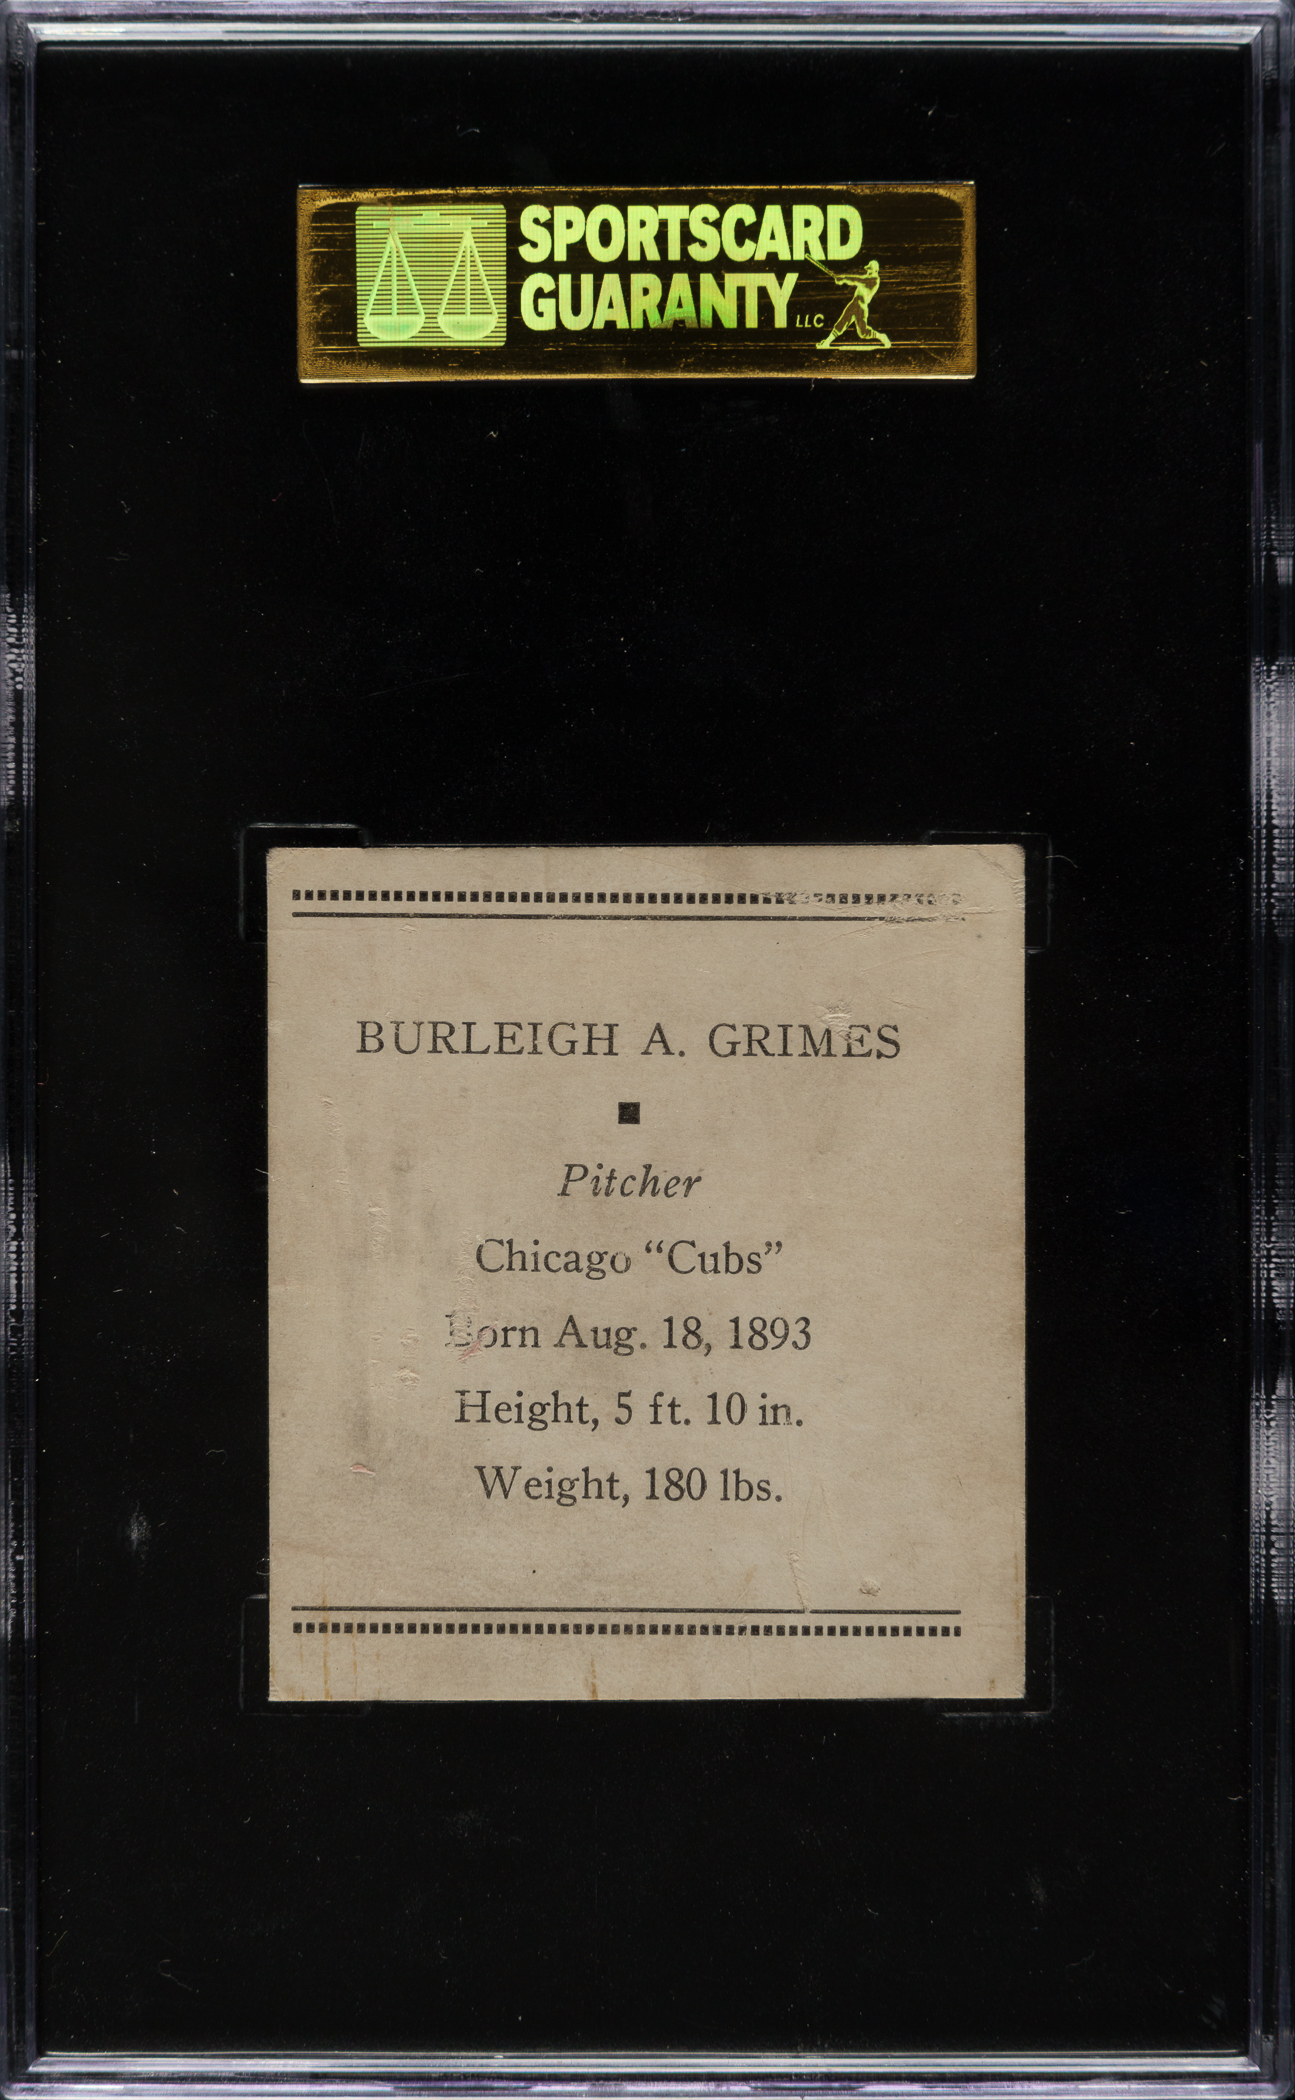 SPORTSCARD
GUARANTY LLC
BURLEIGH A. GRIMES
Pitcher
Chicago “Cubs”
Born Aug. 18, 1893
Height, 5 ft. 10 in.
Weight, 180 lbs.